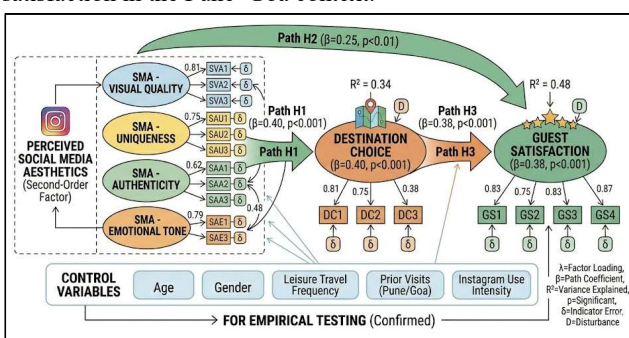 satisfaction in the Pune–Goa context.
Path H2 (β=0.25, p<0.01)
SMA -
VISUAL QUALITY
0.81
SVA1
δ
SVA2
δ
SVA3
δ
SMA -
UNIQUENESS
0.75
SAU1
δ
SAU2
δ
SAU3
δ
SMA -
AUTHENTICITY
0.62
SAA1
δ
SAA2
δ
SAA3
δ
0.48
SMA -
EMOTIONAL TONE
0.79
SAE1
δ
SAE3
δ
PERCEIVED
SOCIAL MEDIA
AESTHETICS
(Second-Order
Factor)
Path H1
(β=0.40, p<0.001)
Path H1
R² = 0.34
D
DESTINATION
CHOICE
(β=0.40, p<0.001)
0.81
0.75
0.38
DC1
DC2
DC3
δ
δ
δ
Path H3
(β=0.38, p<0.001)
Path H3
R² = 0.48
D
GUEST
SATISFACTION
(β=0.38, p<0.001)
0.83
0.75
0.83
0.87
GS1
GS2
GS3
GS4
δ
δ
δ
δ
CONTROL
VARIABLES
Age
Gender
Leisure Travel
Frequency
Prior Visits
(Pune/Goa)
Instagram Use
Intensity
FOR EMPIRICAL TESTING (Confirmed)
λ=Factor Loading,
β=Path Coefficient,
R²=Variance Explained,
p=Significant,
δ=Indicator Error,
D=Disturbance